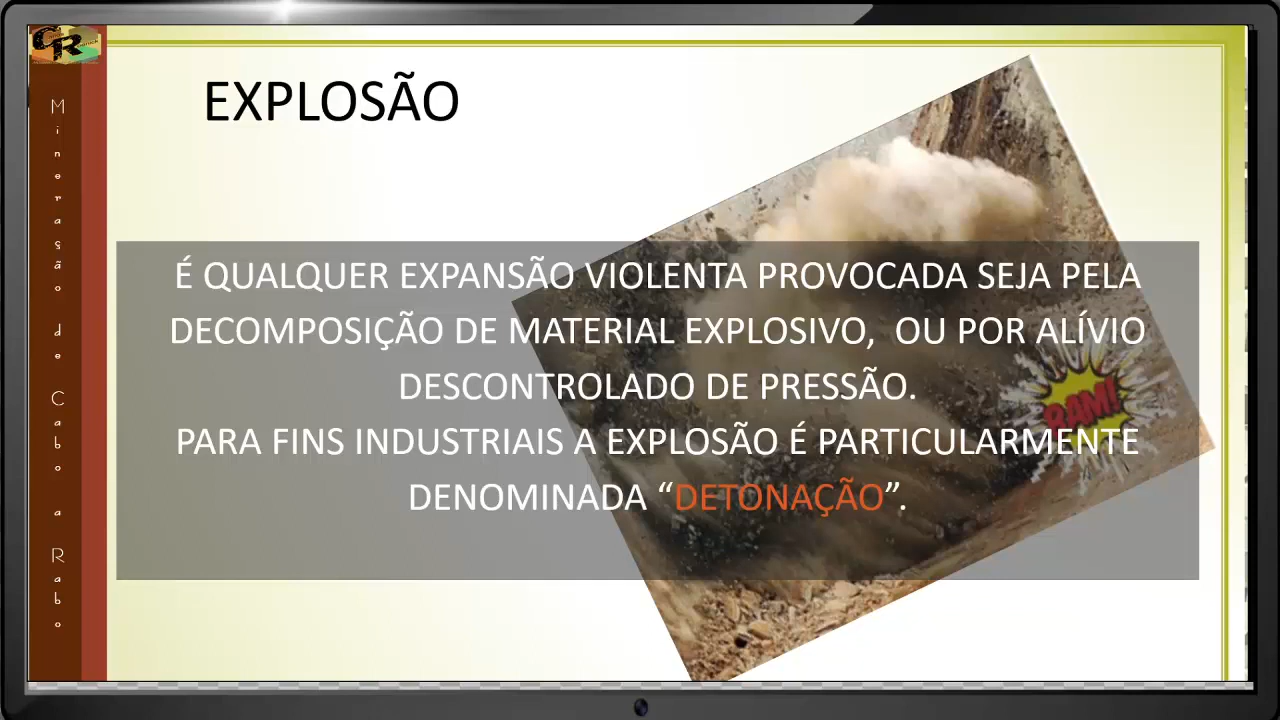 CR
Mineração de Cabo a Rabo
EXPLOSÃO
É QUALQUER EXPANSÃO VIOLENTA PROVOCADA SEJA PELA
DECOMPOSIÇÃO DE MATERIAL EXPLOSIVO, OU POR ALÍVIO
DESCONTROLADO DE PRESSÃO.
PARA FINS INDUSTRIAIS A EXPLOSÃO É PARTICULARMENTE
DENOMINADA “DETONAÇÃO”.
BAM!